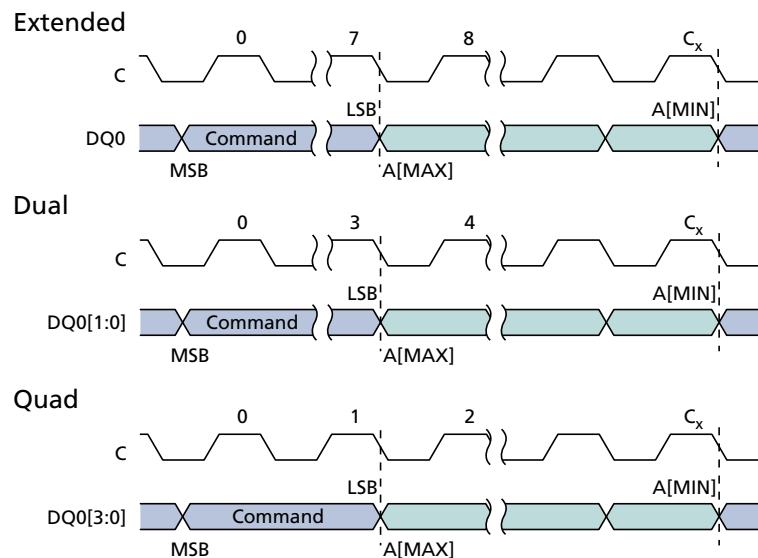 Extended
0 7 8 Cx
C
LSB A[MIN]
DQ0 Command
MSB A[MAX]
Dual
0 3 4 Cx
C
LSB A[MIN]
DQ0[1:0] Command
MSB A[MAX]
Quad
0 1 2 Cx
C
LSB A[MIN]
DQ0[3:0] Command
MSB A[MAX]